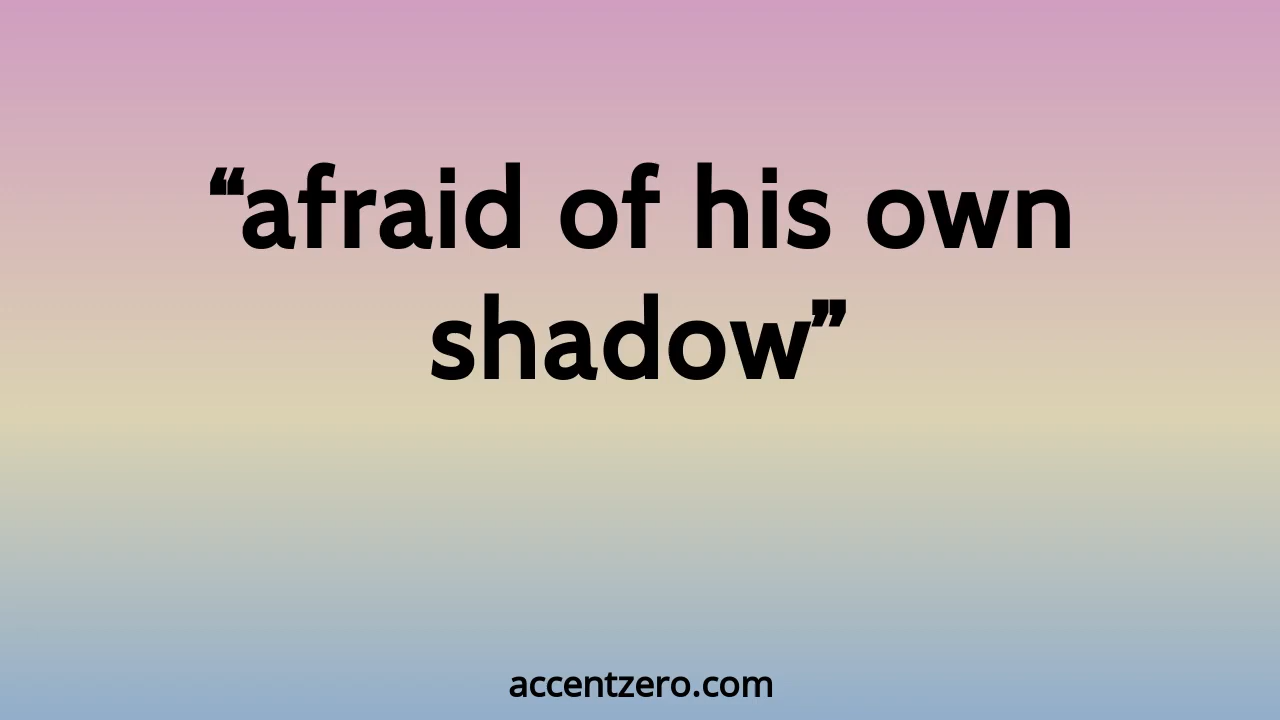 ❝afraid of his own
shadow❞
accentzero.com